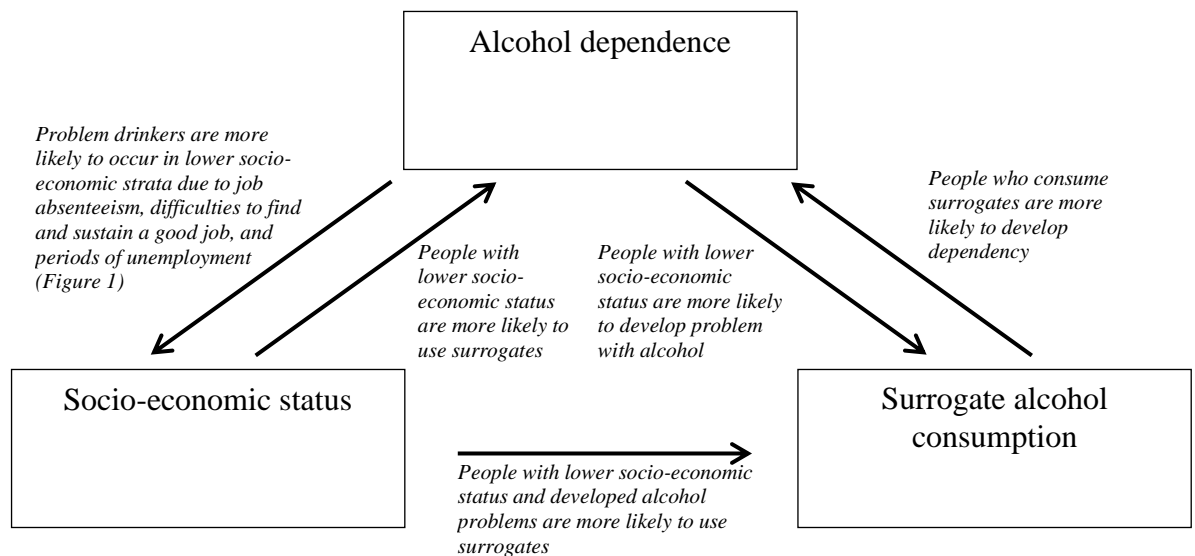 Alcohol dependence
Problem drinkers are more
likely to occur in lower socio-
economic strata due to job
absenteeism, difficulties to find
and sustain a good job, and
periods of unemployment
(Figure 1)
People with
lower socio-
economic status
are more likely to
use surrogates
People with lower
socio-economic
status are more likely
to develop problem
with alcohol
People who consume
surrogates are more
likely to develop
dependency
Socio-economic status
Surrogate alcohol
consumption
People with lower socio-economic
status and developed alcohol
problems are more likely to use
surrogates